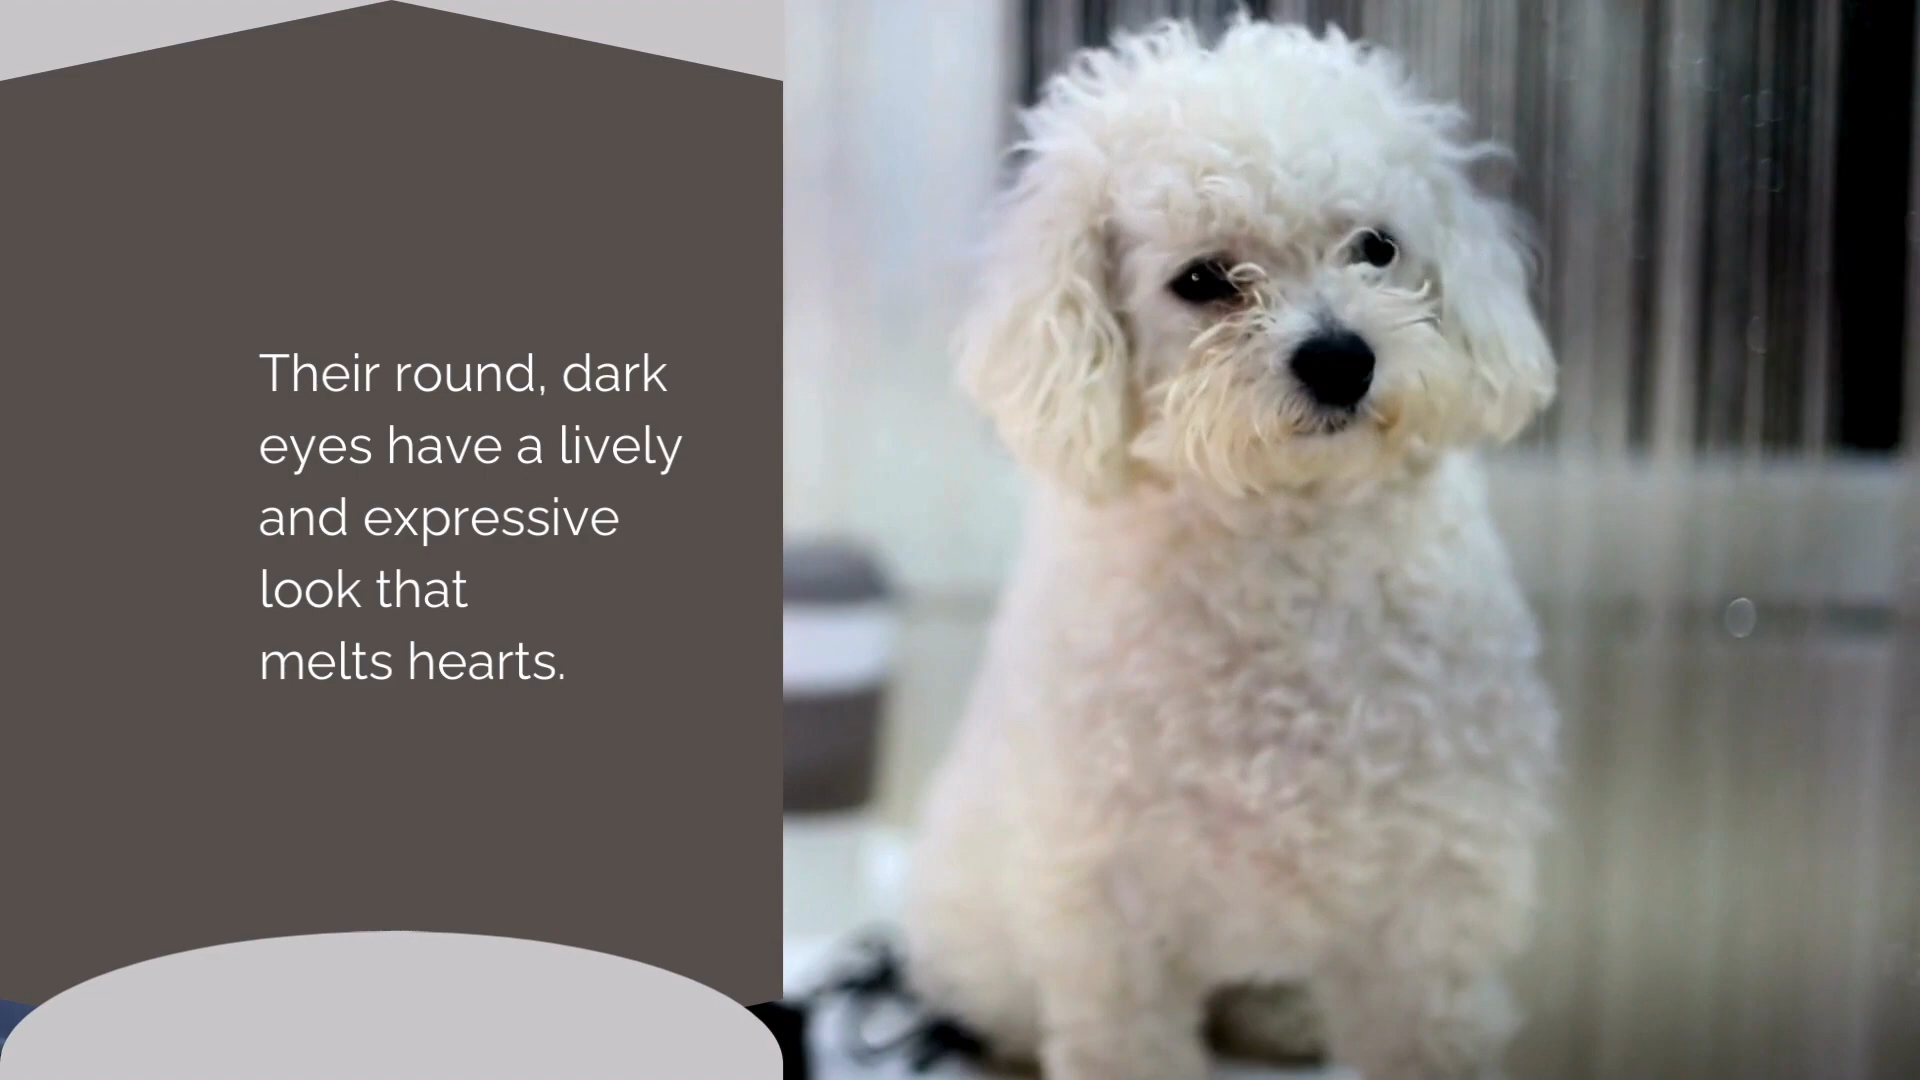 Their round, dark
eyes have a lively
and expressive
look that
melts hearts.